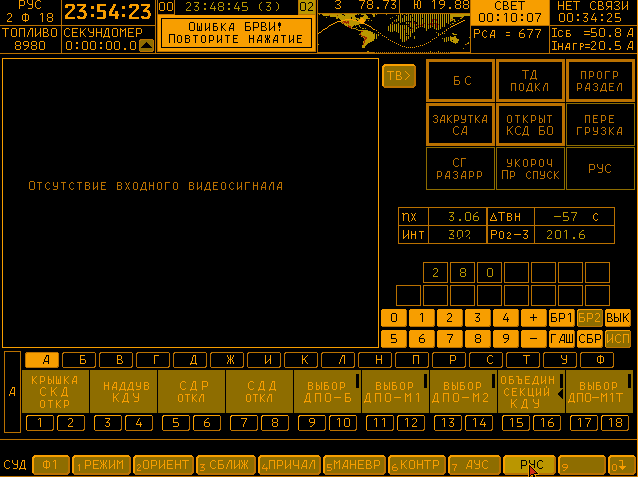 РУС 23:54:23 00 23:48:45 (3) 02 З 78.73 Ю 19.88 СВЕТ НЕТ СВЯЗИ
2 Ф 18 00:10:07 00:34:25
ОШИБКА БРВИ!
ПОВТОРИТЕ НАЖАТИЕ
ТОПЛИВО СЕКУНДОМЕР РСА = 677 IСБ =50.8 А
8980 0:00:00.0 IНАГР=20.5 А
ТВ>
БС ТД ПОДКЛ ПРОГР РАЗДЕЛ
ЗАКРУТКА СА ОТКРЫТ КСД БО ПЕРЕ ГРУЗКА
СГ РАЗАРР УКОРОЧ ПР СПУСК РУС
ОТСУТСТВИЕ ВХОДНОГО ВИДЕОСИГНАЛА
ηX 3.06 ΔТВН -57 С
ИНТ 302 РО2-3 201.6
2 8 0
0 1 2 3 4 + БР1 БР2 ВЫК
5 6 7 8 9 - ГАШ СБР ИСП
А Б В Г Д Ж И К Л Н П Р С Т У Ф
А
КРЫШКА СКД ОТКР
НАДДУВ КДУ
СДР ОТКЛ
СДД ОТКЛ
ВЫБОР ДПО-Б
ВЫБОР ДПО-М1
ВЫБОР ДПО-М2
ОБЪЕДИН СЕКЦИЙ КДУ
ВЫБОР ДПО-М1Т
1 2 3 4 5 6 7 8 9 10 11 12 13 14 15 16 17 18
СУД Ф1 1 РЕЖИМ 2 ОРИЕНТ 3 СБЛИЖ 4 ПРИЧАЛ 5 МАНЕВР 6 КОНТР 7 АУС РУС 9 0